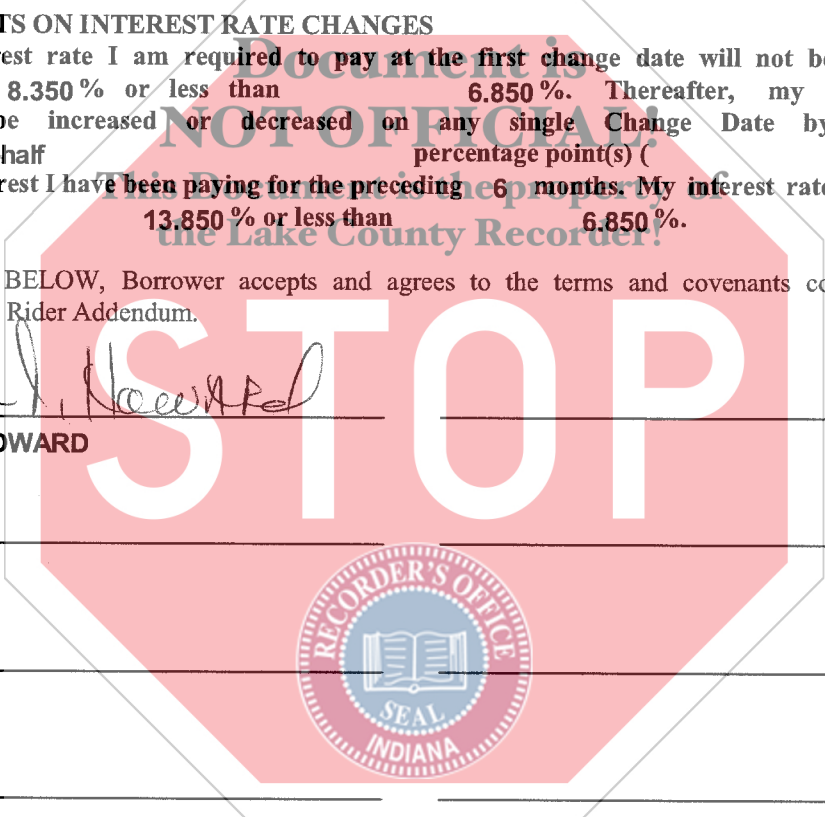 TS ON INTEREST RATE CHANGES
rest rate I am required to pay at the first change date will not be
8.350 % or less than 6.850 %. Thereafter, my
be increased or decreased on any single Change Date by
half percentage point(s) (
rest I have been paying for the preceding 6 months. My interest rate
13.850 % or less than 6.850 %.
BELOW, Borrower accepts and agrees to the terms and covenants co
Rider Addendum.
Howard
OWARD
Document is
NOT OFFICIAL!
This Document is the property of
the Lake County Recorder!
STOP
RECORDER'S OFFICE
SEAL
INDIANA